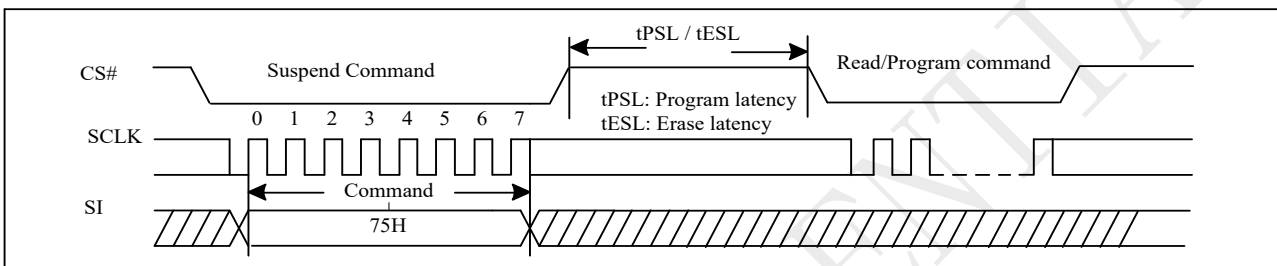 tPSL / tESL
CS#
Suspend Command
Read/Program command
tPSL: Program latency
tESL: Erase latency
0 1 2 3 4 5 6 7
SCLK
Command
SI
75H